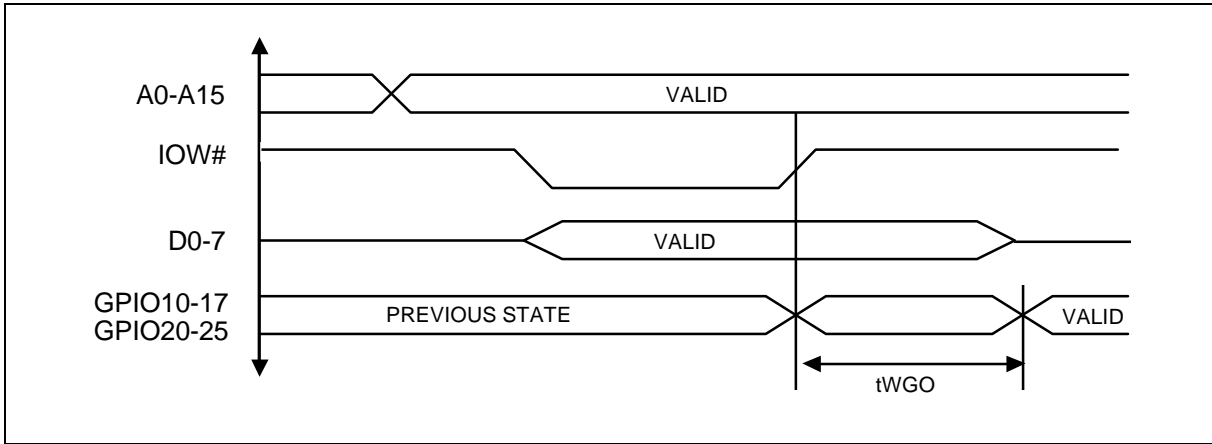 A0-A15
VALID
IOW#
D0-7
VALID
GPIO10-17
GPIO20-25
PREVIOUS STATE
VALID
tWGO